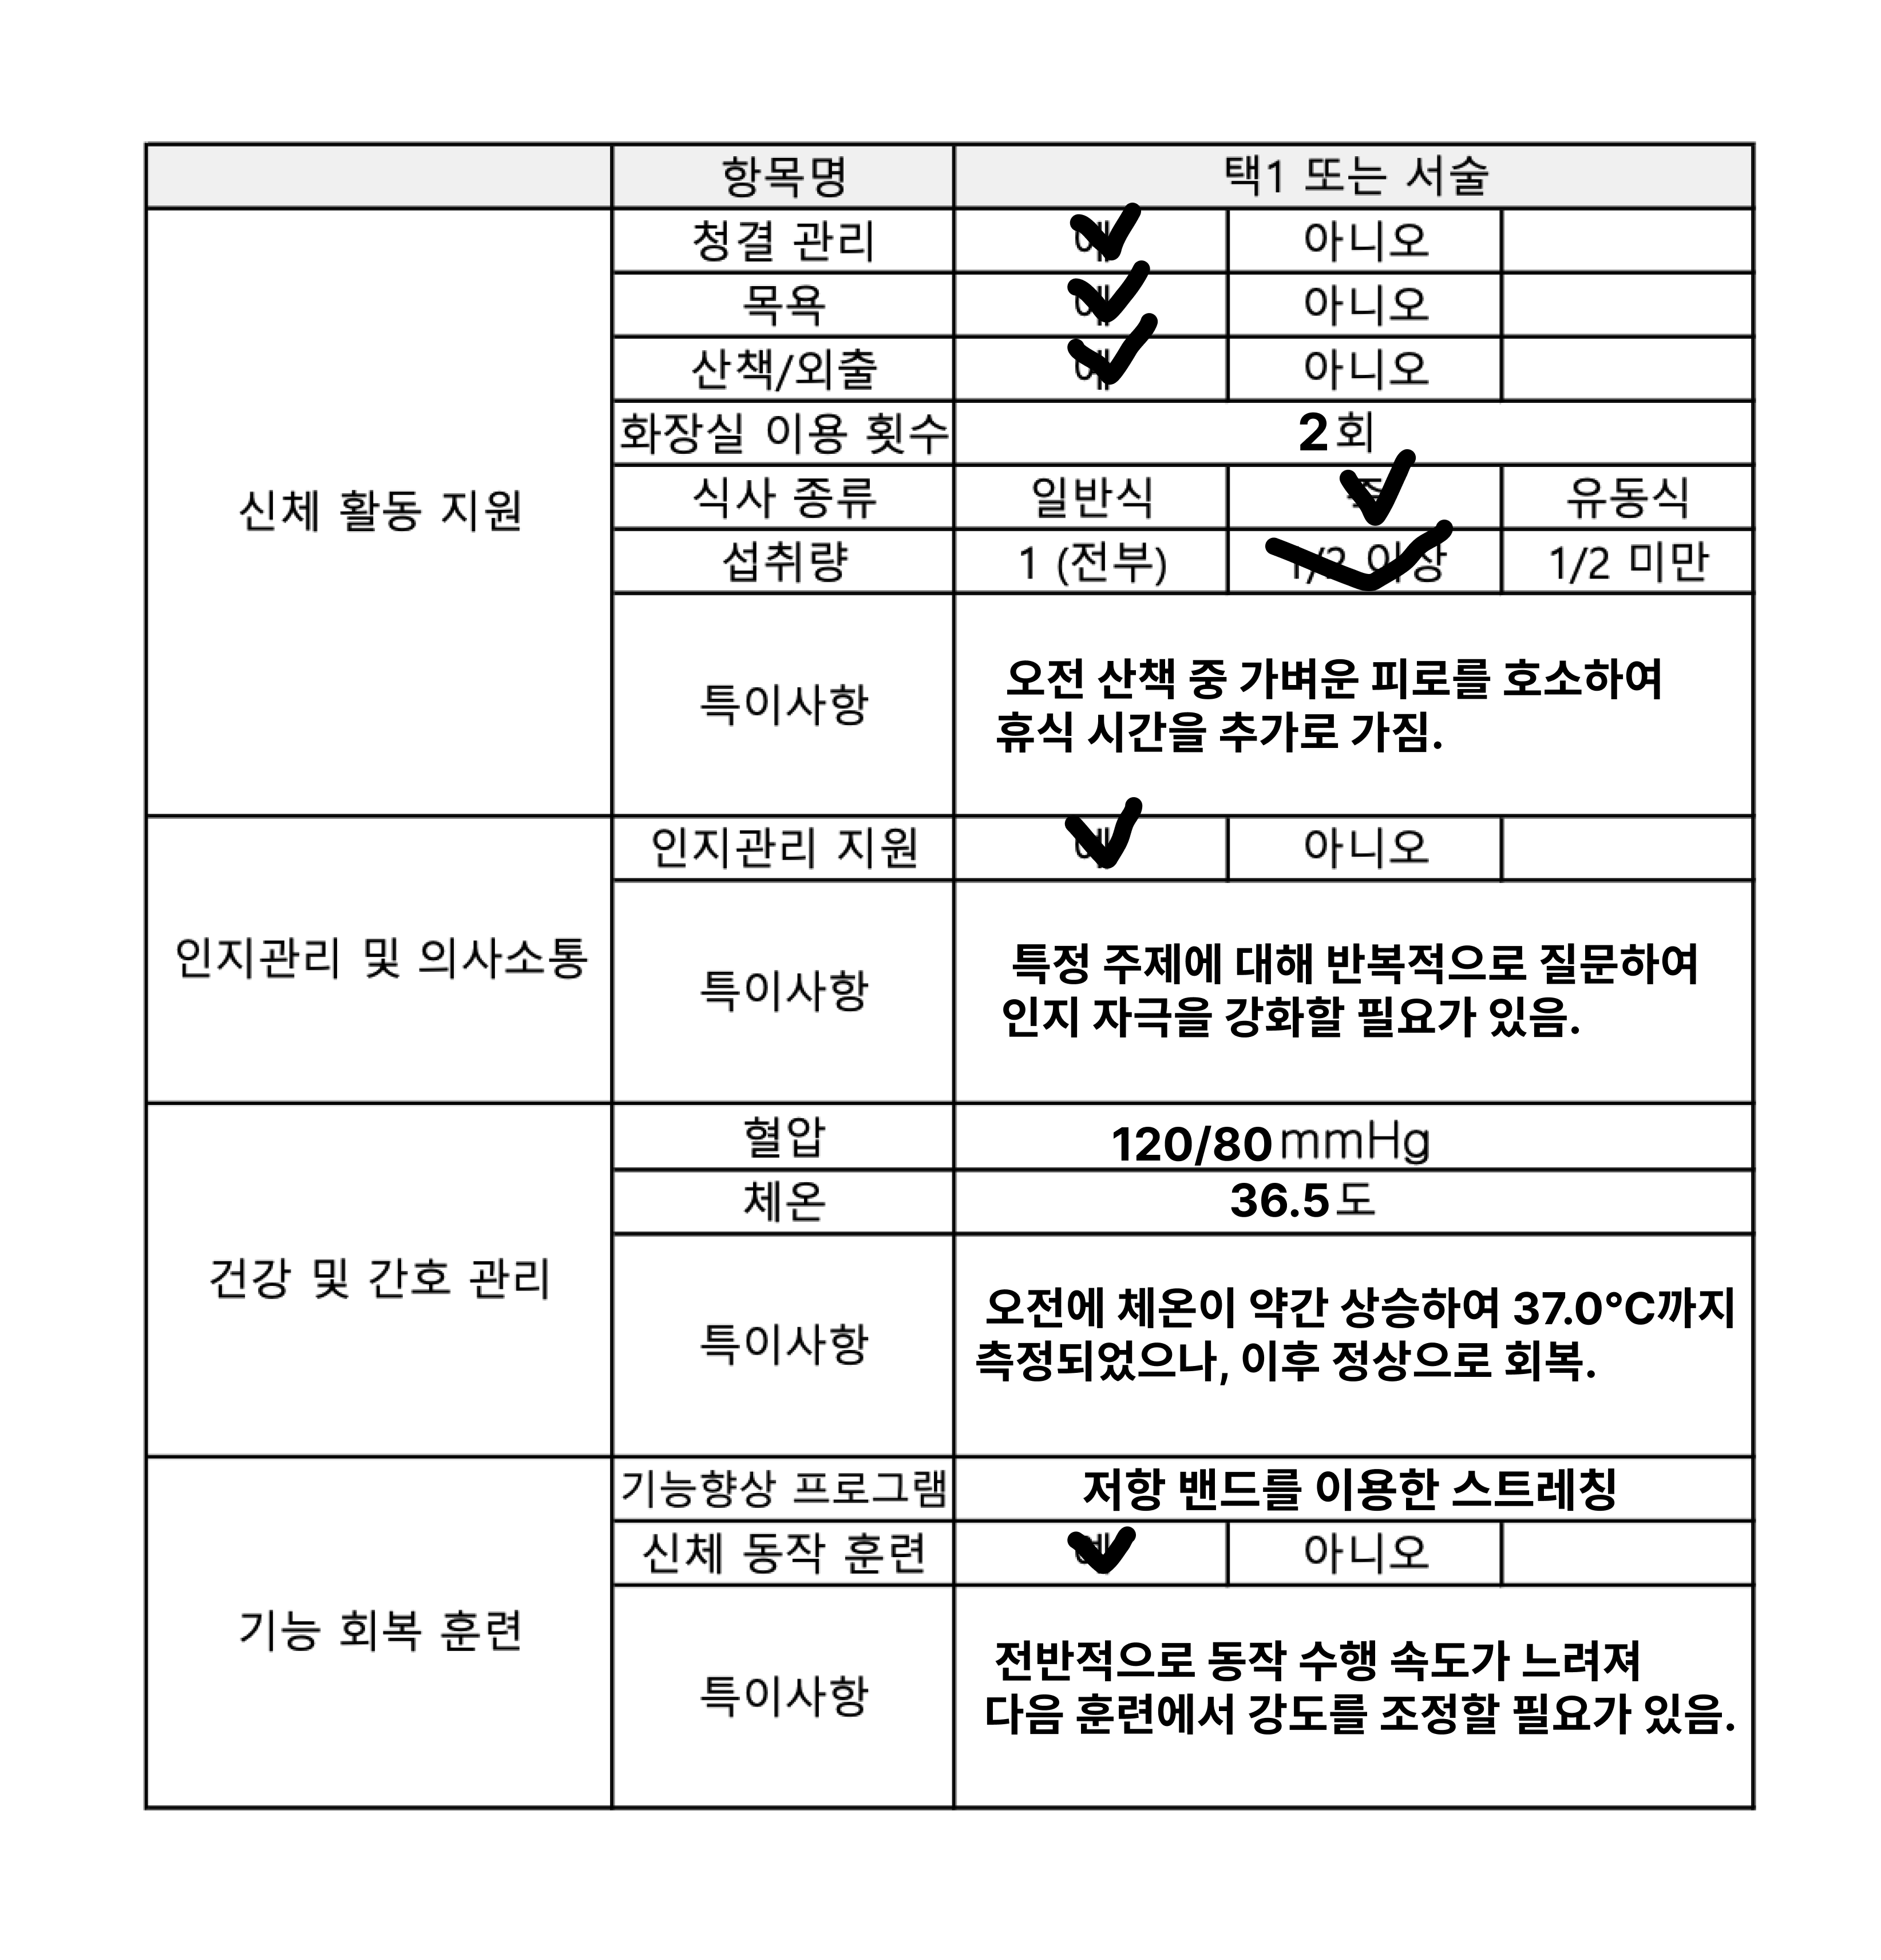 항목명 택1 또는 서술
신체 활동 지원
청결 관리 예 아니오
목욕 예 아니오
산책/외출 예 아니오
화장실 이용 횟수 2회
식사 종류 일반식 죽 유동식
섭취량 1 (전부) 1/2 이상 1/2 미만
특이사항
오전 산책 중 가벼운 피로를 호소하여
휴식 시간을 추가로 가짐.
인지관리 및 의사소통
인지관리 지원 예 아니오
특이사항
특정 주제에 대해 반복적으로 질문하여
인지 자극을 강화할 필요가 있음.
건강 및 간호 관리
혈압 120/80mmHg
체온 36.5도
특이사항
오전에 체온이 약간 상승하여 37.0°C까지
측정되었으나, 이후 정상으로 회복.
기능 회복 훈련
기능향상 프로그램 저항 밴드를 이용한 스트레칭
신체 동작 훈련 예 아니오
특이사항
전반적으로 동작 수행 속도가 느려져
다음 훈련에서 강도를 조정할 필요가 있음.